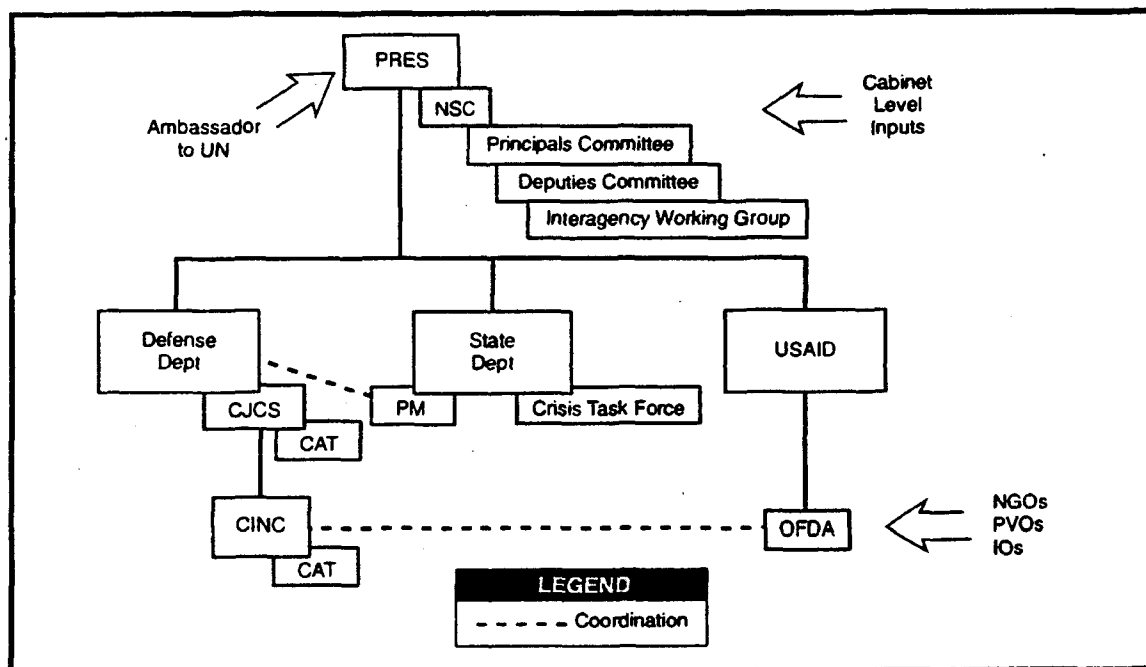 PRES
NSC
Ambassador
to UN
Cabinet
Level
Inputs
Principals Committee
Deputies Committee
Interagency Working Group
Defense
Dept
State
Dept
USAID
CJCS
PM
Crisis Task Force
CAT
CINC
OFDA
NGOs
PVOs
IOs
CAT
LEGEND
Coordination